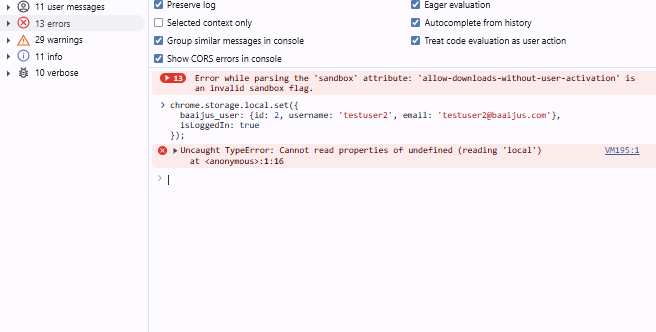 11 user messages
13 errors
29 warnings
11 info
10 verbose
Preserve log
Eager evaluation
Selected context only
Autocomplete from history
Group similar messages in console
Treat code evaluation as user action
Show CORS errors in console
13 Error while parsing the 'sandbox' attribute: 'allow-downloads-without-user-activation' is
an invalid sandbox flag.
> chrome.storage.local.set({
baaijus_user: {id: 2, username: 'testuser2', email: 'testuser2@baaijus.com'},
isLoggedIn: true
});
Uncaught TypeError: Cannot read properties of undefined (reading 'local') VM195:1
at <anonymous>:1:16
>